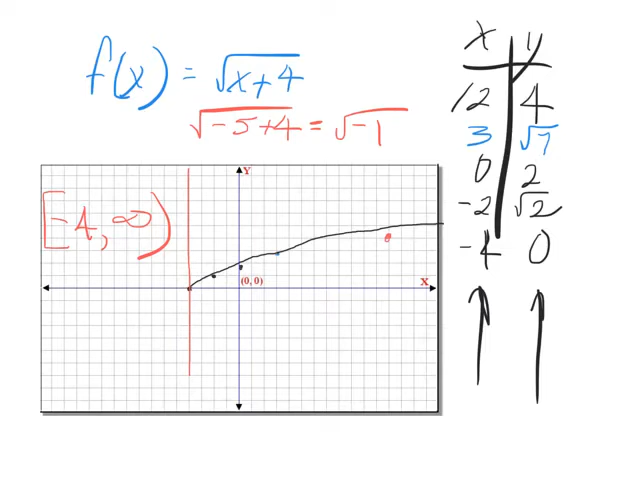 f(x) = √x+4
√-5+4 = √-1
x y
12 4
3 √7
0 2
-2 √2
-4 0
Y
[-4, ∞)
(0, 0)
X